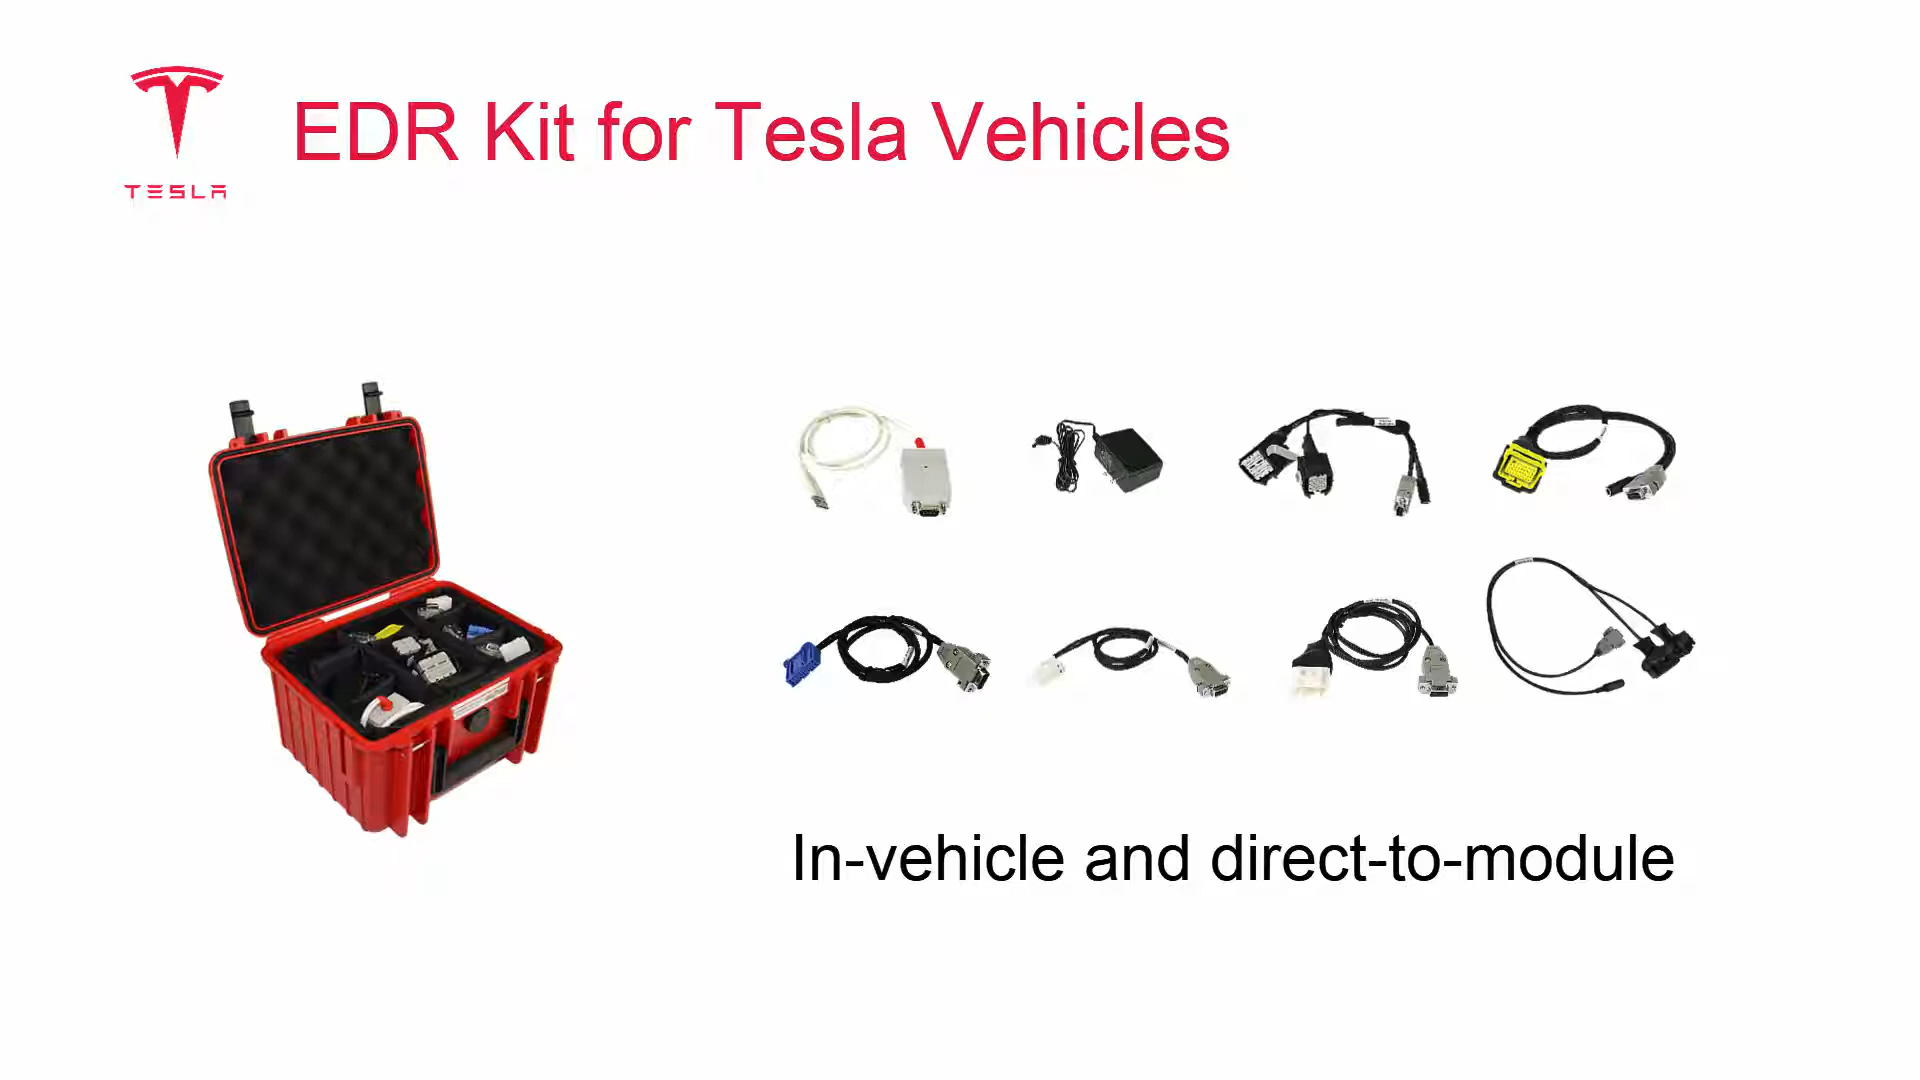 TESLA
EDR Kit for Tesla Vehicles
In-vehicle and direct-to-module